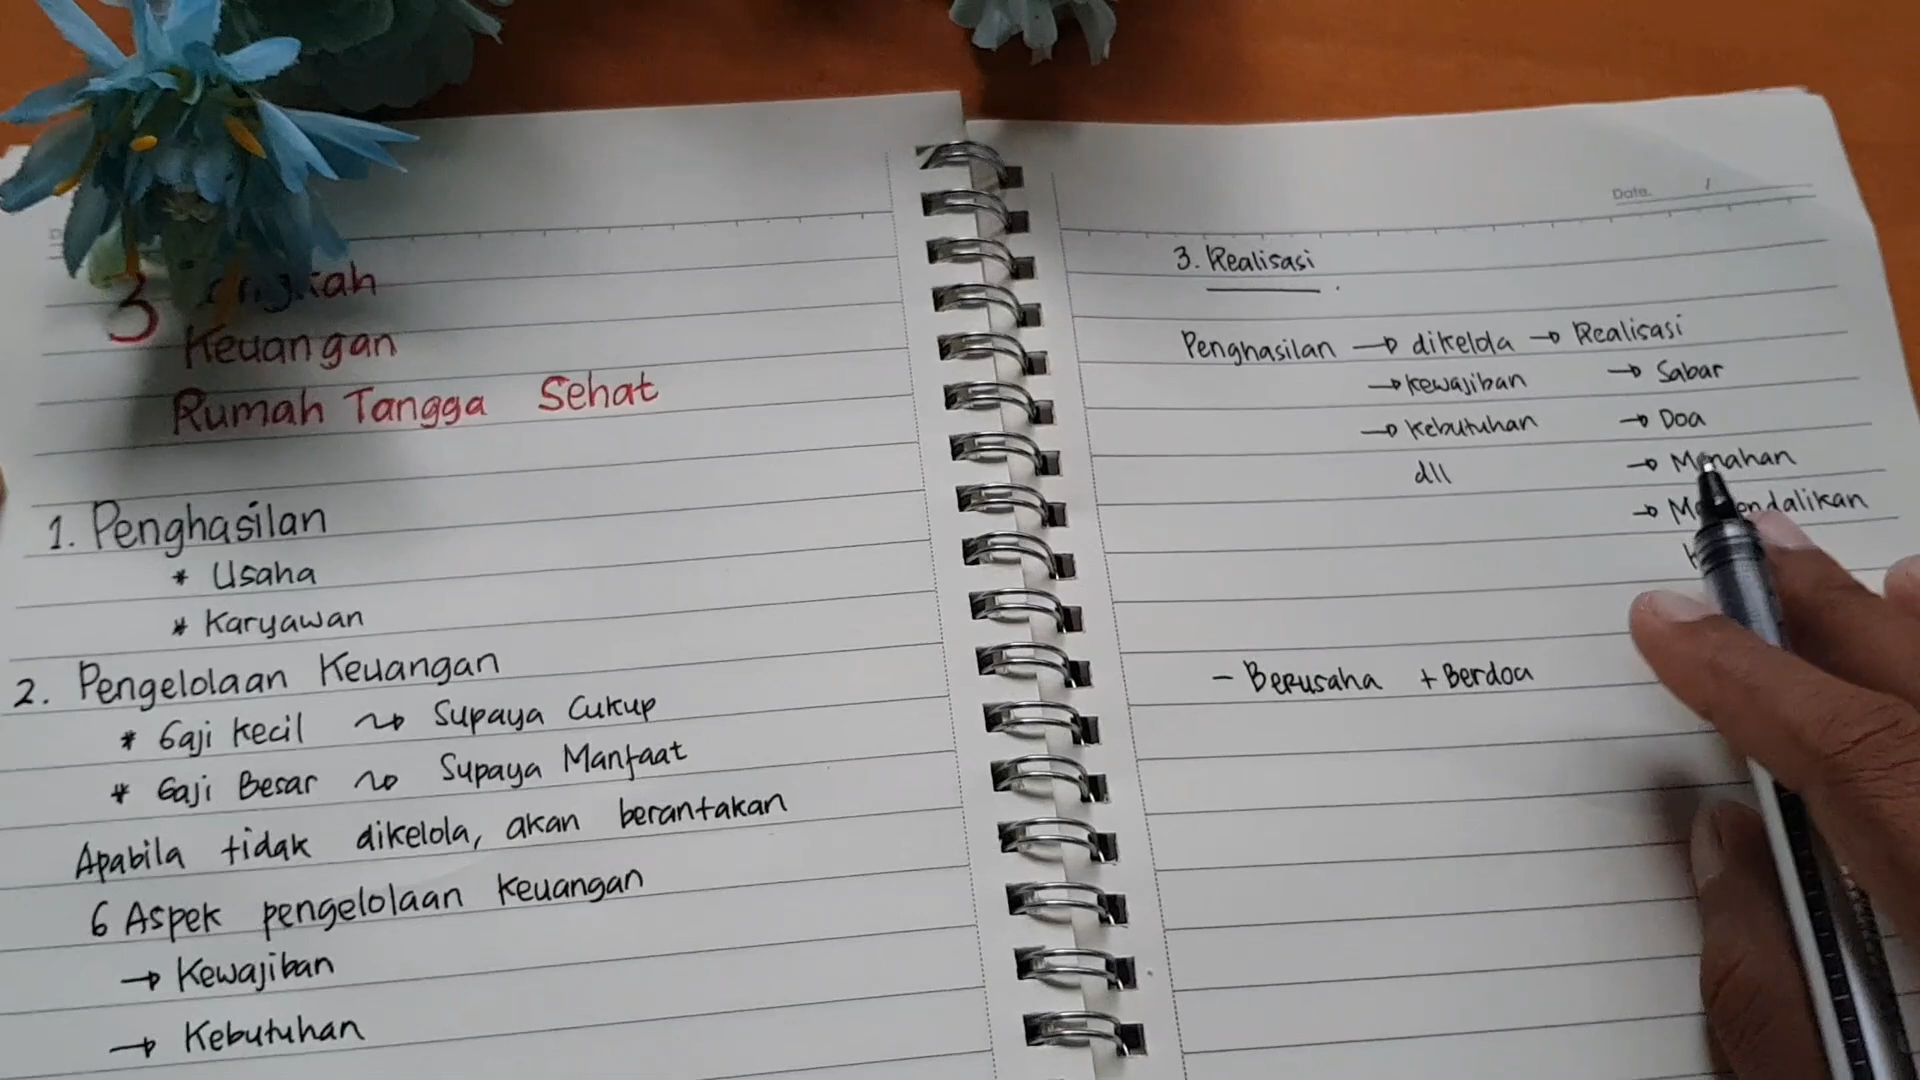 3
Keuangan
Rumah Tangga Sehat
1. Penghasilan
* Usaha
* Karyawan
2. Pengelolaan Keuangan
* Gaji Kecil ~> Supaya Cukup
* Gaji Besar ~> Supaya Manfaat
Apabila tidak dikelola, akan berantakan
6 Aspek pengelolaan Keuangan
→ Kewajiban
→ Kebutuhan
Date. /
3. Realisasi
Penghasilan → dikelola → Realisasi
→ Kewajiban → Sabar
→ Kebutuhan → Doa
dll → Menahan
→
- Berusaha + Berdoa